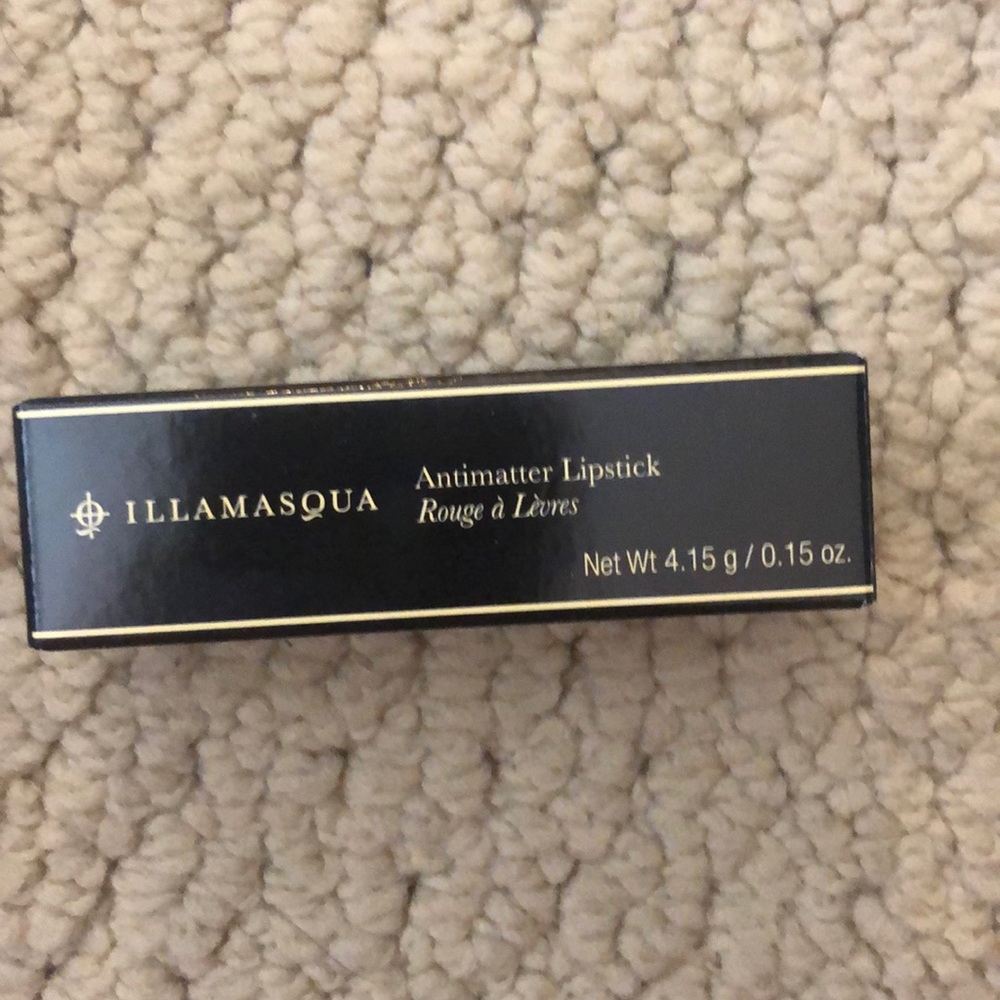 ILLAMASQUA
Antimatter Lipstick
Rouge à Lèvres
Net Wt 4.15 g / 0.15 oz.